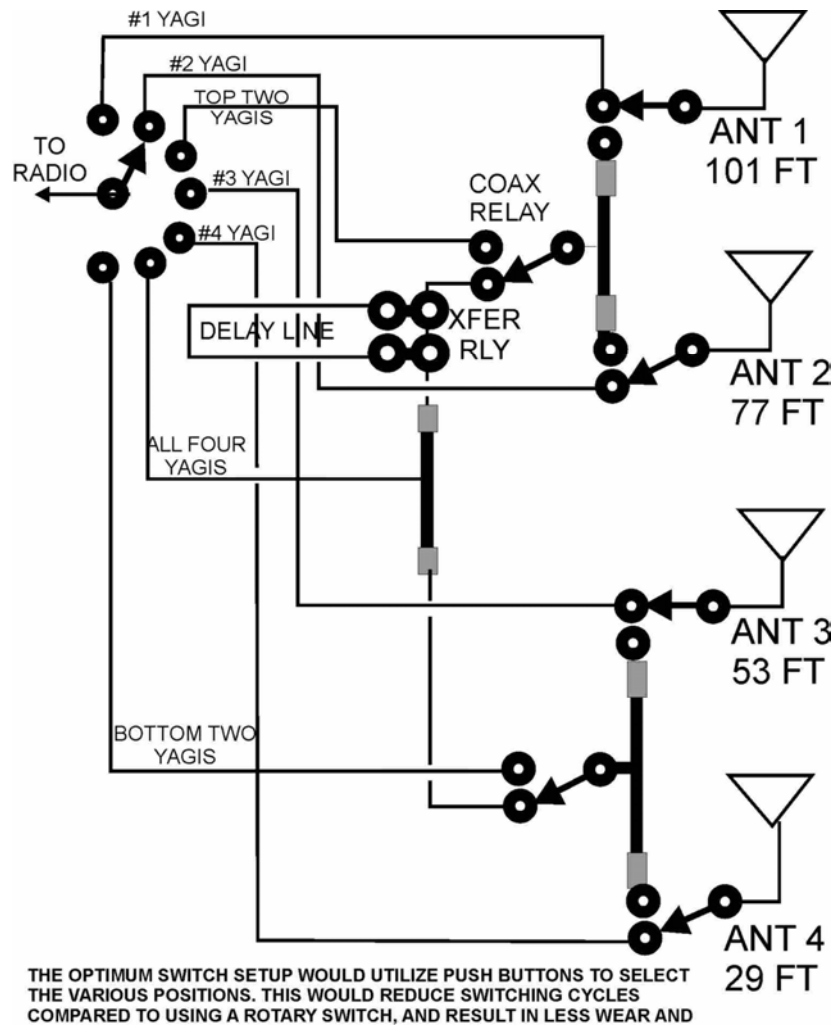 #1 YAGI
#2 YAGI
TOP TWO
YAGIS
TO
RADIO
#3 YAGI
#4 YAGI
COAX
RELAY
ANT 1
101 FT
DELAY LINE
XFER
RLY
ANT 2
77 FT
ALL FOUR
YAGIS
ANT 3
53 FT
BOTTOM TWO
YAGIS
ANT 4
29 FT
THE OPTIMUM SWITCH SETUP WOULD UTILIZE PUSH BUTTONS TO SELECT
THE VARIOUS POSITIONS. THIS WOULD REDUCE SWITCHING CYCLES
COMPARED TO USING A ROTARY SWITCH, AND RESULT IN LESS WEAR AND